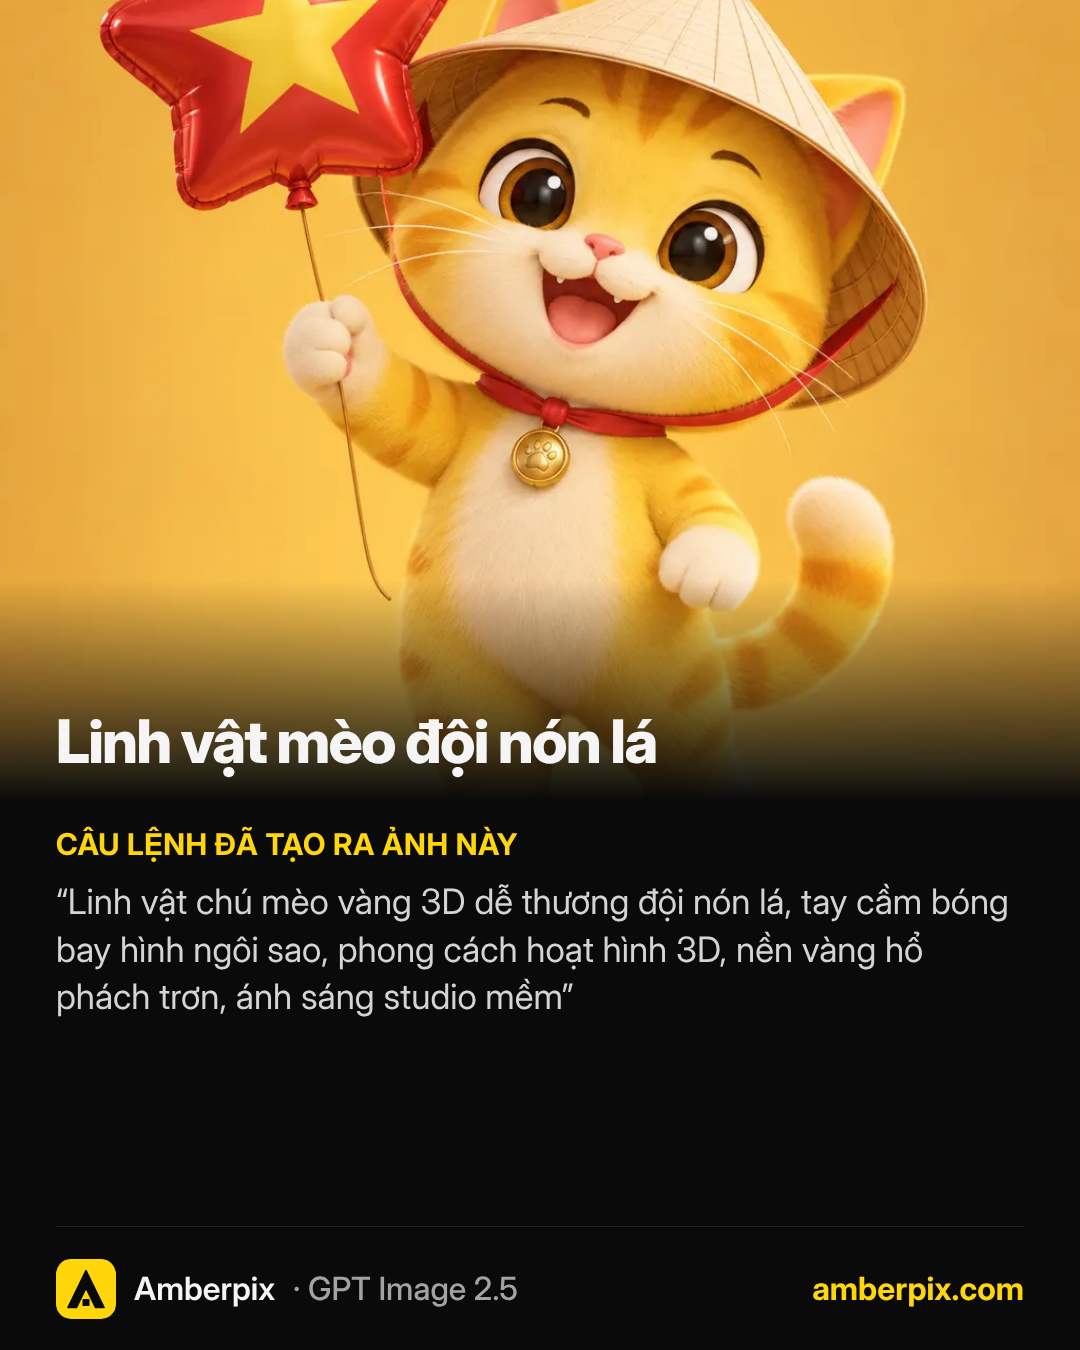 Linh vật mèo đội nón lá
CÂU LỆNH ĐÃ TẠO RA ẢNH NÀY
“Linh vật chú mèo vàng 3D dễ thương đội nón lá, tay cầm bóng
bay hình ngôi sao, phong cách hoạt hình 3D, nền vàng hổ
phách trơn, ánh sáng studio mềm”
Amberpix · GPT Image 2.5
amberpix.com